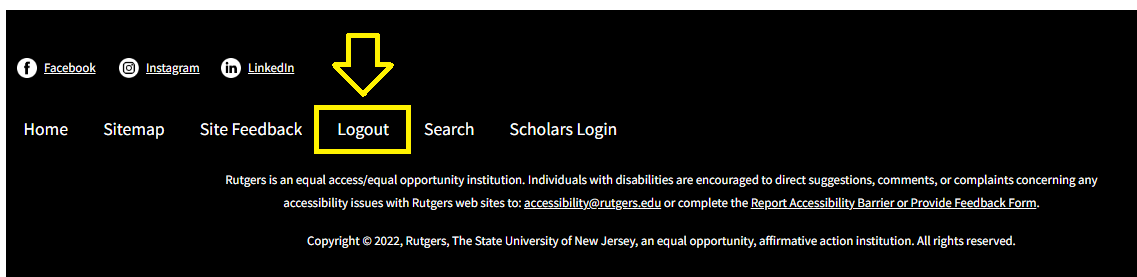 Facebook Instagram LinkedIn
Home Sitemap Site Feedback Logout Search Scholars Login
Rutgers is an equal access/equal opportunity institution. Individuals with disabilities are encouraged to direct suggestions, comments, or complaints concerning any
accessibility issues with Rutgers web sites to: accessibility@rutgers.edu or complete the Report Accessibility Barrier or Provide Feedback Form.
Copyright © 2022, Rutgers, The State University of New Jersey, an equal opportunity, affirmative action institution. All rights reserved.